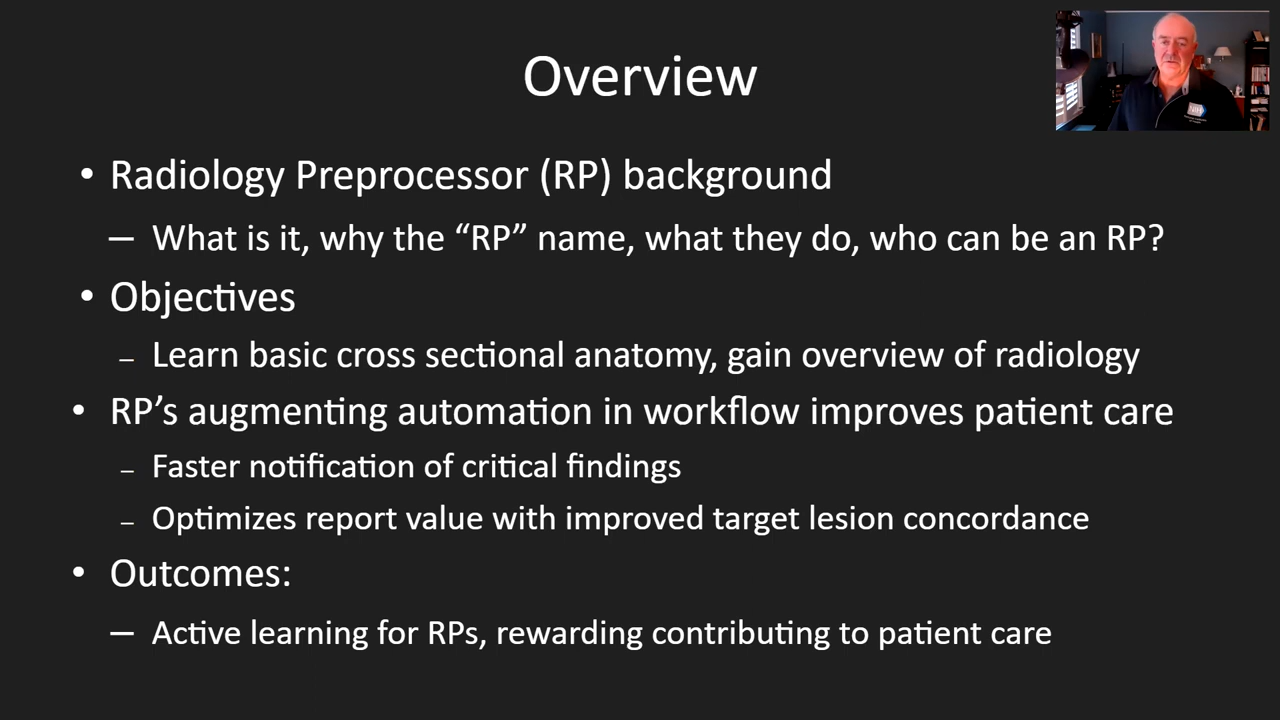 Overview
• Radiology Preprocessor (RP) background
– What is it, why the “RP” name, what they do, who can be an RP?
• Objectives
– Learn basic cross sectional anatomy, gain overview of radiology
• RP’s augmenting automation in workflow improves patient care
– Faster notification of critical findings
– Optimizes report value with improved target lesion concordance
• Outcomes:
– Active learning for RPs, rewarding contributing to patient care